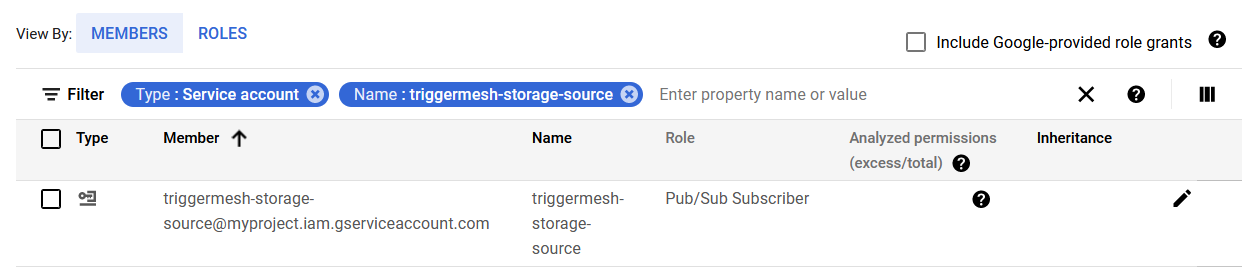 View By: MEMBERS ROLES
Include Google-provided role grants ?
Filter Type : Service account Name : triggermesh-storage-source Enter property name or value ?
Type Member Name Role Analyzed permissions Inheritance
(excess/total) ?
triggermesh-storage- triggermesh- Pub/Sub Subscriber ?
source@myproject.iam.gserviceaccount.com storage-
source